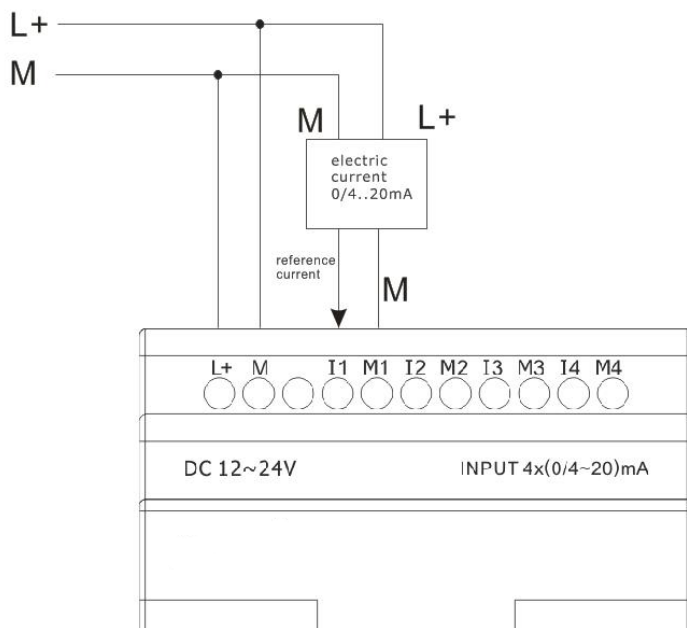 L+
M
M
L+
electric
current
0/4..20mA
reference
current
M
L+ M I1 M1 I2 M2 I3 M3 I4 M4
DC 12~24V INPUT 4x(0/4~20)mA